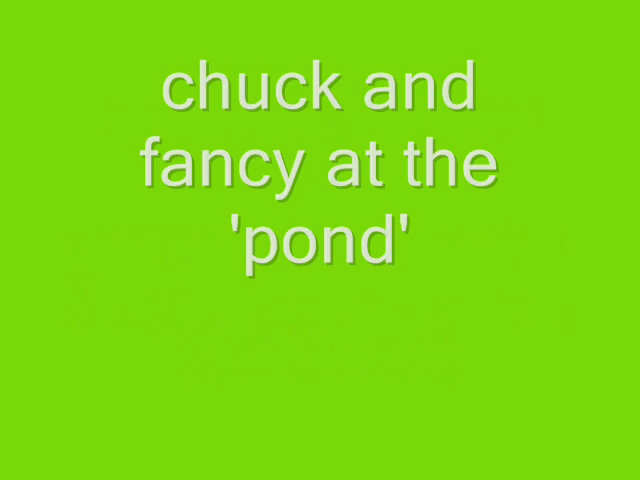 chuck and
fancy at the
'pond'